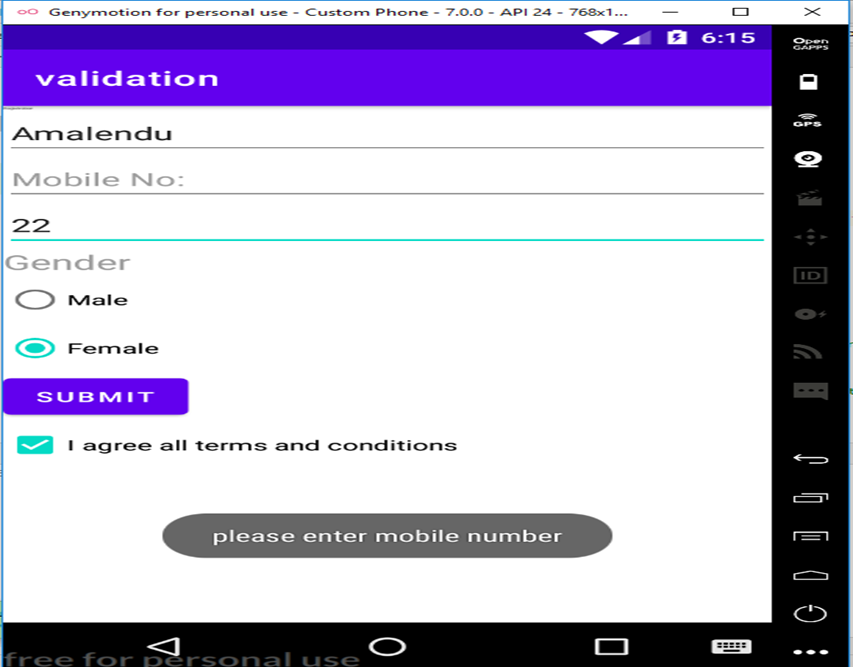 Genymotion for personal use - Custom Phone - 7.0.0 - API 24 - 768x1...
6:15
Open
GAPPS
validation
GPS
Amalendu
Mobile No:
22
ID
Gender
Male
Female
SUBMIT
I agree all terms and conditions
please enter mobile number
free for personal use